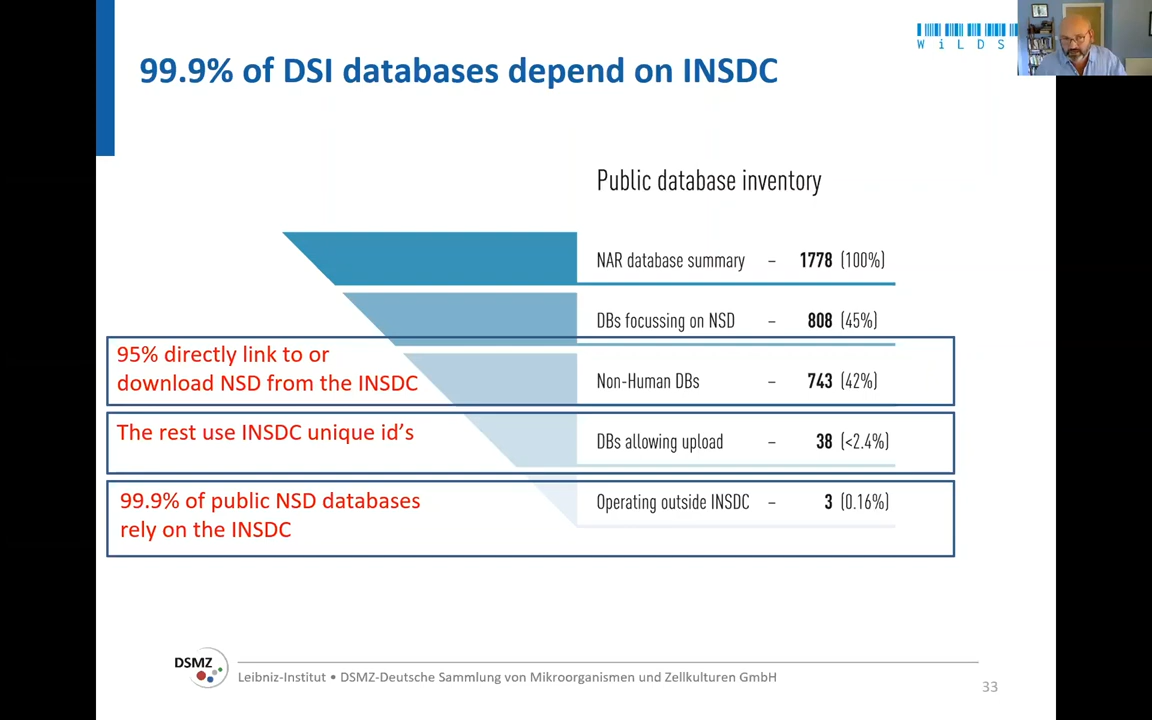 WiLDS
99.9% of DSI databases depend on INSDC
Public database inventory
NAR database summary – 1778 (100%)
DBs focussing on NSD – 808 (45%)
95% directly link to or
download NSD from the INSDC
Non-Human DBs – 743 (42%)
The rest use INSDC unique id's
DBs allowing upload – 38 (<2.4%)
99.9% of public NSD databases
rely on the INSDC
Operating outside INSDC – 3 (0.16%)
DSMZ
Leibniz-Institut • DSMZ-Deutsche Sammlung von Mikroorganismen und Zellkulturen GmbH
33